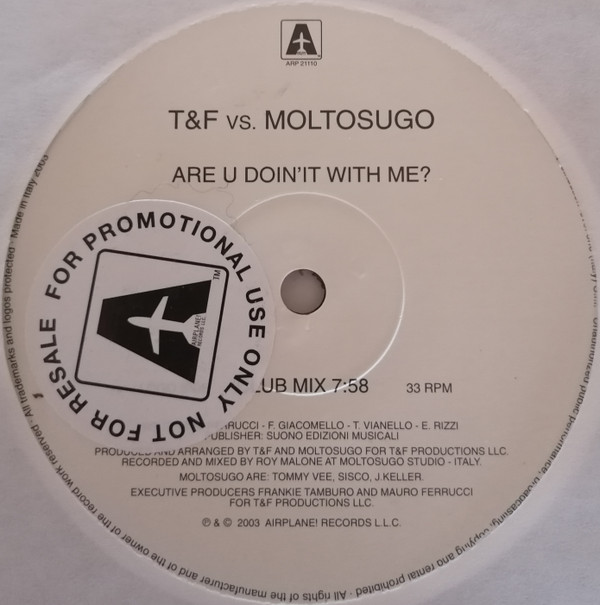 A
ARP 21110
T&F VS. MOLTOSUGO
ARE U DOIN'IT WITH ME?
FOR PROMOTIONAL USE ONLY NOT FOR RESALE
A
TM
AIRPLANE!
RECORDS LLC.
LUB MIX 7:58 33 RPM
RRUCCI - F. GIACOMELLO - T. VIANELLO - E. RIZZI
UBLISHER: SUONO EDIZIONI MUSICALI
PRODUCED AND ARRANGED BY T&F AND MOLTOSUGO FOR T&F PRODUCTIONS LLC.
RECORDED AND MIXED BY ROY MALONE AT MOLTOSUGO STUDIO - ITALY.
MOLTOSUGO ARE: TOMMY VEE, SISCO, J.KELLER.
EXECUTIVE PRODUCERS FRANKIE TAMBURO AND MAURO FERRUCCI
FOR T&F PRODUCTIONS LLC.
℗ & © 2003 AIRPLANE! RECORDS L.L.C.
public performance, broadcasting, copying and rental prohibited - All rights of the manufacturer and of the owner of the record work reserved - All trademarks and logos protected - Made in Italy 2003